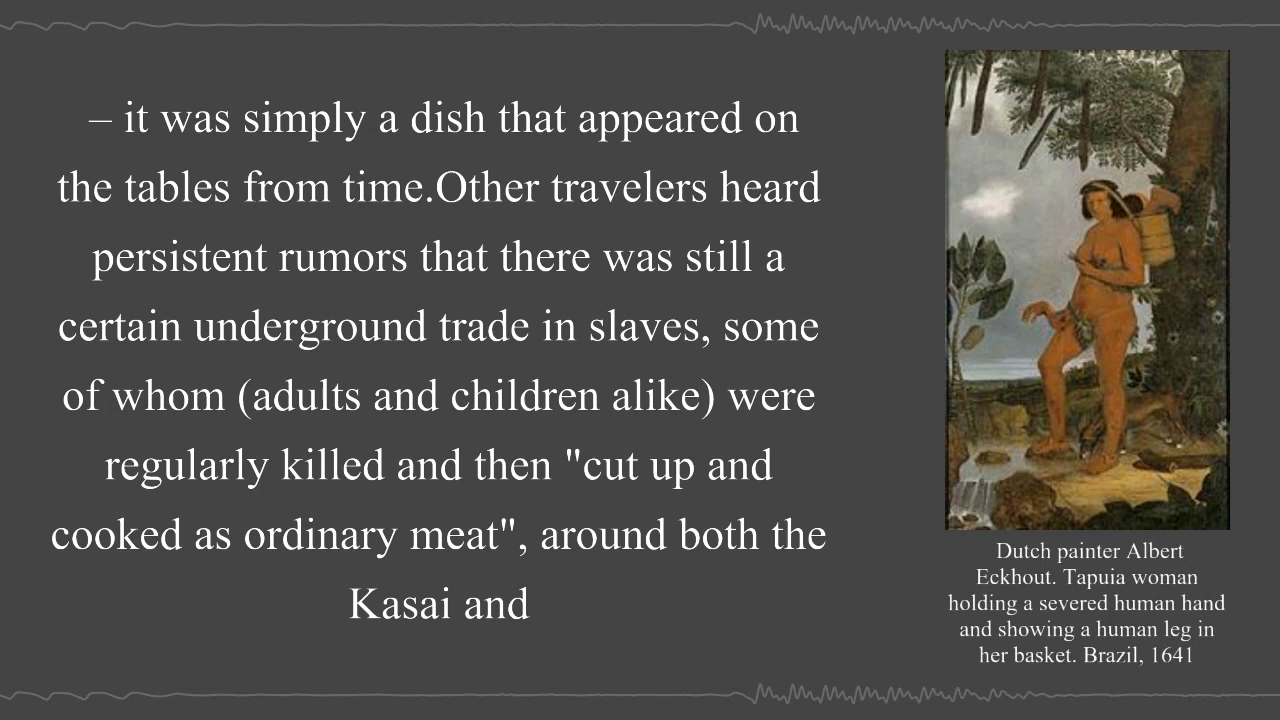 – it was simply a dish that appeared on
the tables from time.Other travelers heard
persistent rumors that there was still a
certain underground trade in slaves, some
of whom (adults and children alike) were
regularly killed and then "cut up and
cooked as ordinary meat", around both the
Kasai and
Dutch painter Albert
Eckhout. Tapuia woman
holding a severed human hand
and showing a human leg in
her basket. Brazil, 1641